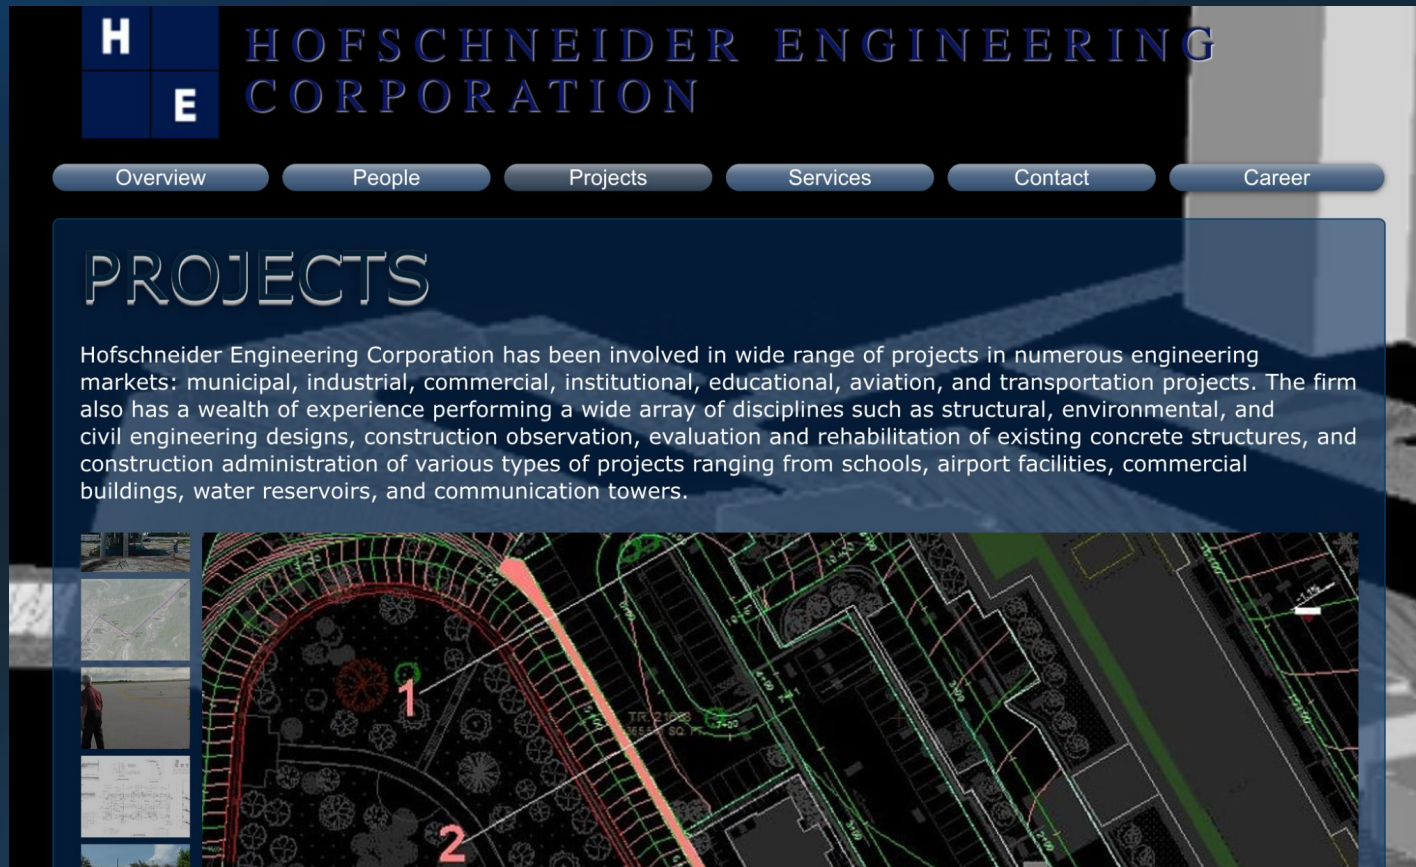 H
E
HOFSCHNEIDER ENGINEERING
CORPORATION
Overview
People
Projects
Services
Contact
Career
PROJECTS
Hofschneider Engineering Corporation has been involved in wide range of projects in numerous engineering
markets: municipal, industrial, commercial, institutional, educational, aviation, and transportation projects. The firm
also has a wealth of experience performing a wide array of disciplines such as structural, environmental, and
civil engineering designs, construction observation, evaluation and rehabilitation of existing concrete structures, and
construction administration of various types of projects ranging from schools, airport facilities, commercial
buildings, water reservoirs, and communication towers.
1
2